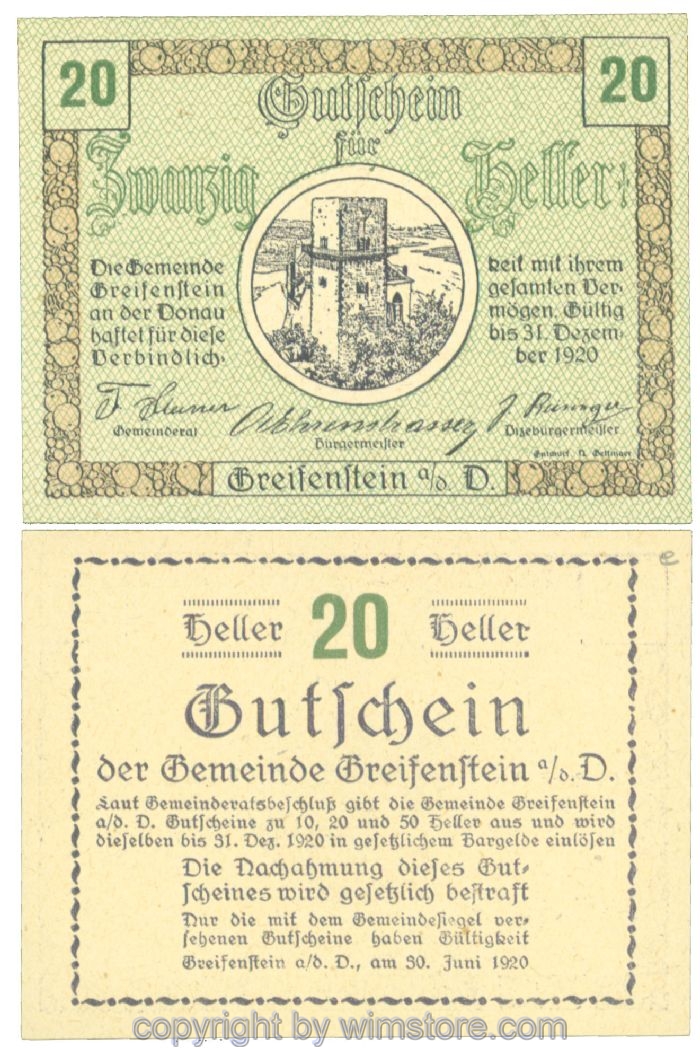 20
20
Gutschein
für
Zwanzig
Heller
Die Gemeinde
Greifenstein
an der Donau
haftet für diese
Verbindlich-
keit mit ihrem
gesamten Ver-
mögen. Gültig
bis 31. Dezem-
ber 1920
Gemeinderat
Bürgermeister
Vizebürgermeister
Entwurf
Greifenstein a/d. D.
e
Heller 20 Heller
Gutschein
der Gemeinde Greifenstein a/d. D.
Laut Gemeinderatsbeschluß gibt die Gemeinde Greifenstein
a/d. D. Gutscheine zu 10, 20 und 50 Heller aus und wird
dieselben bis 31. Dez. 1920 in gesetzlichem Bargelde einlösen
Die Nachahmung dieses Gut-
scheines wird gesetzlich bestraft
Nur die mit dem Gemeindesiegel ver-
sehenen Gutscheine haben Gültigkeit
Greifenstein a/d. D., am 30. Juni 1920
copyright by wimstore.com